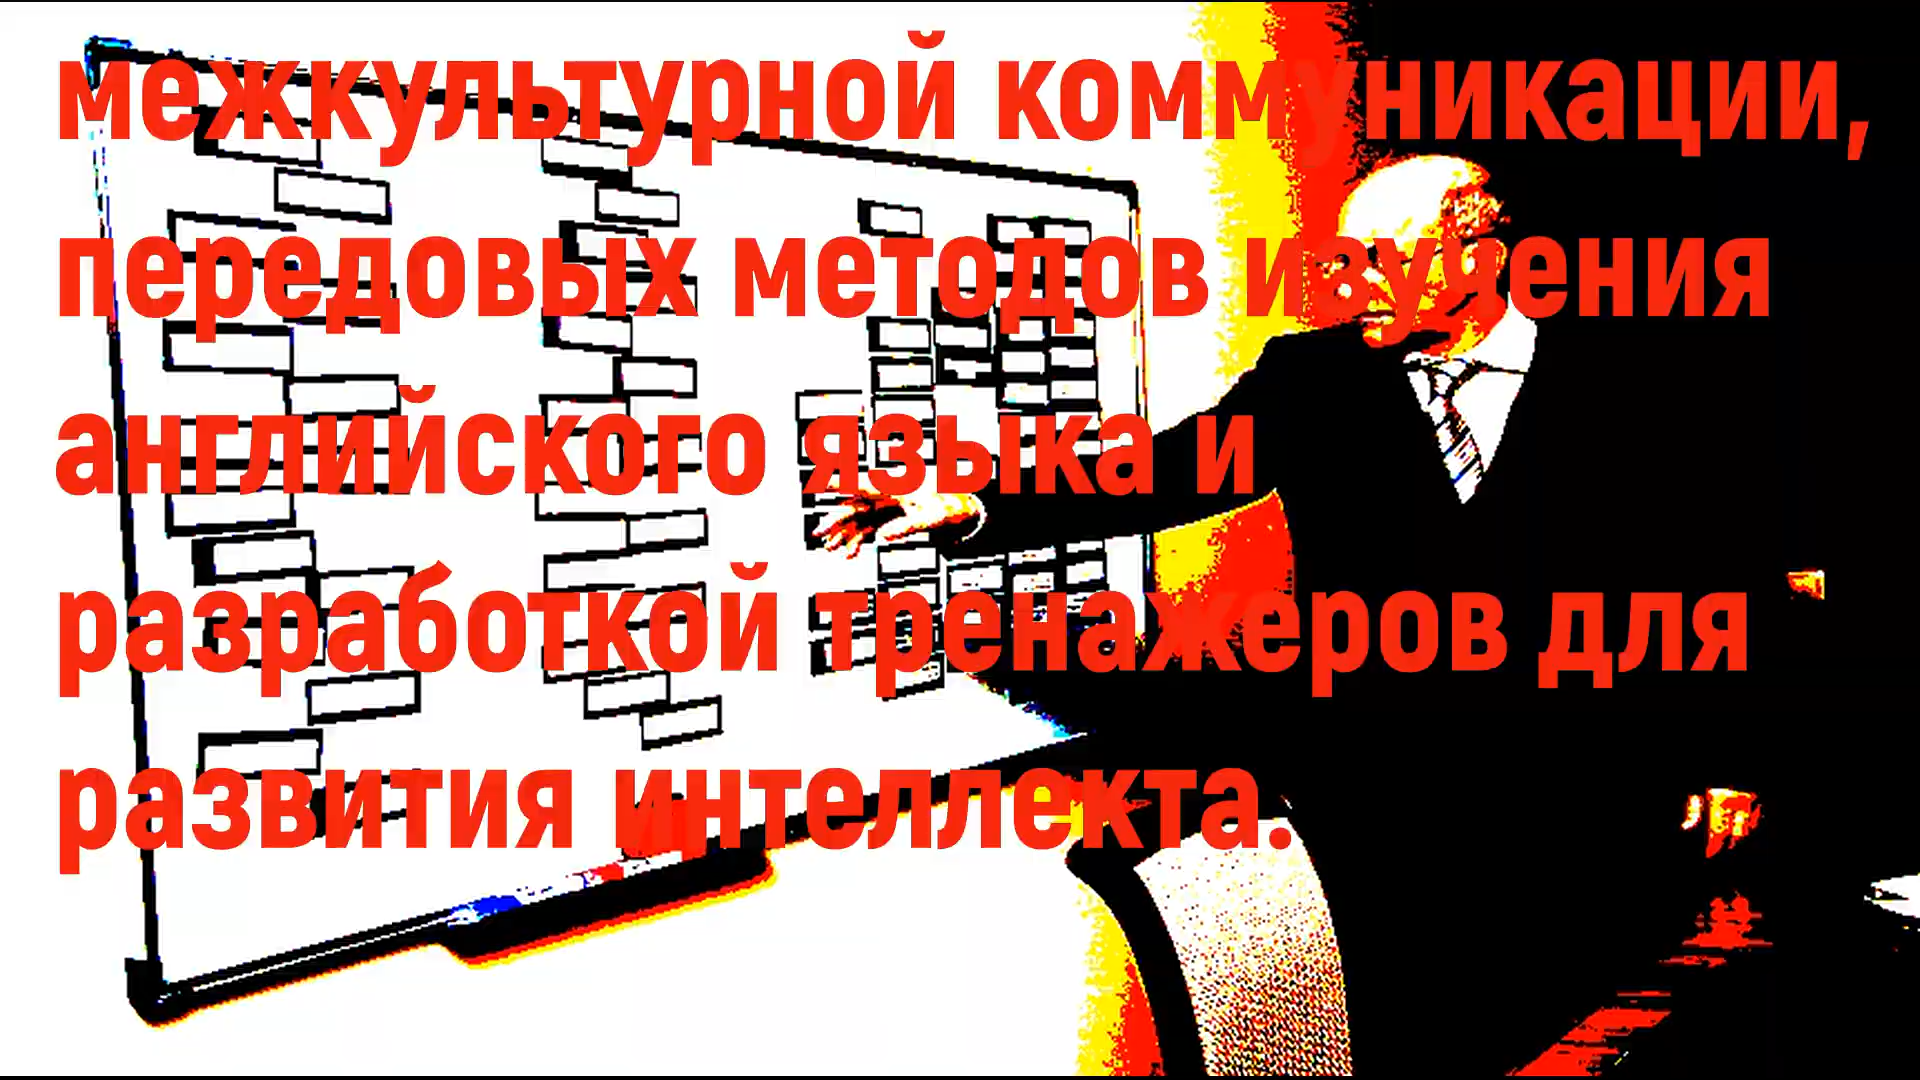 межкультурной коммуникации,
передовых методов изучения
английского языка и
разработкой тренажеров для
развития интеллекта.